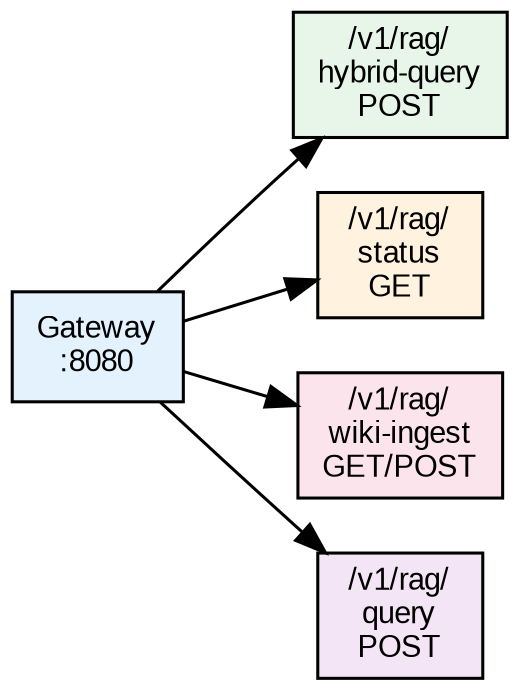 /v1/rag/
hybrid-query
POST
/v1/rag/
status
GET
Gateway
:8080
/v1/rag/
wiki-ingest
GET/POST
/v1/rag/
query
POST